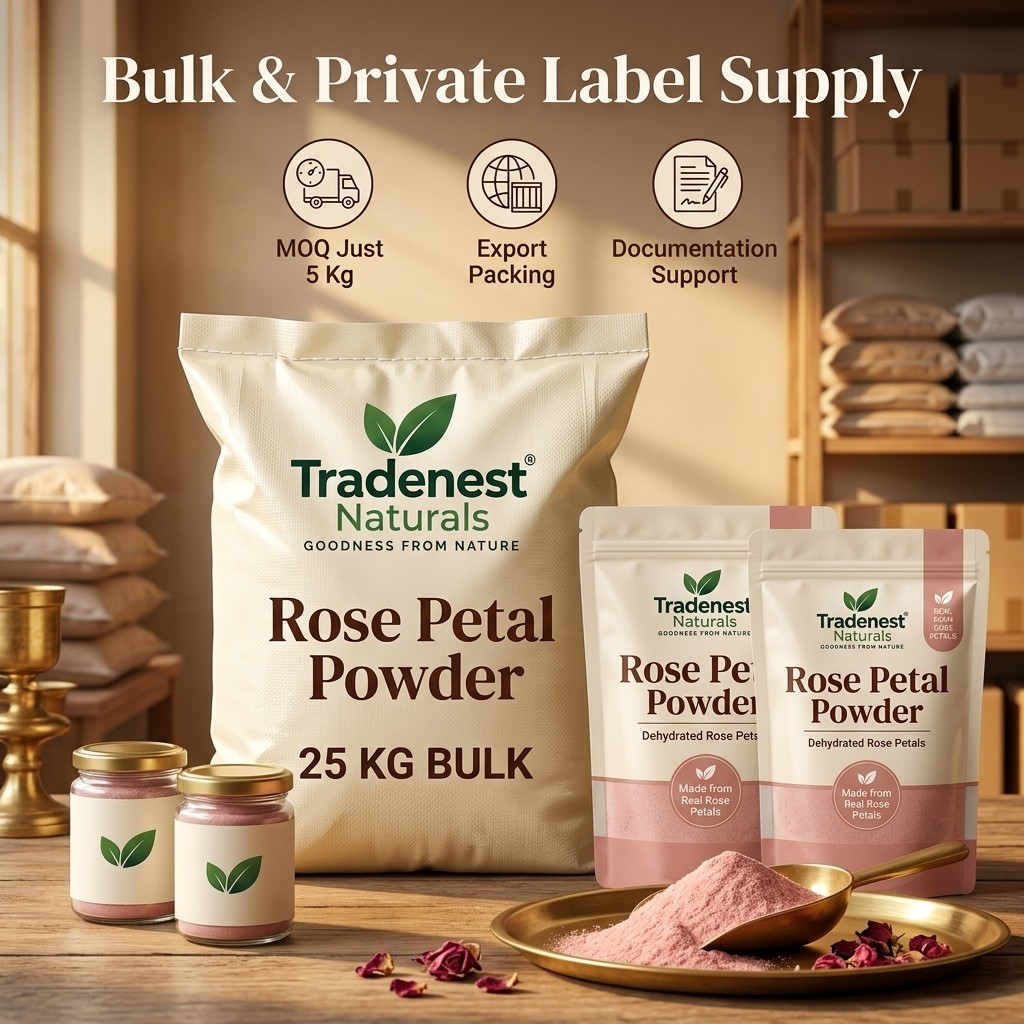 Bulk & Private Label Supply
MOQ Just
5 Kg
Export
Packing
Documentation
Support
Tradenest®
Naturals
GOODNESS FROM NATURE
Rose Petal
Powder
25 KG BULK
Tradenest
Naturals
GOODNESS FROM NATURE
Rose Pe
Powder
Dehydrated Rose Peta
Made from
Real Rose
Petals
Tradenest®
Naturals
GOODNESS FROM NATURE
Rose Petal
Powder
Dehydrated Rose Petals
Made from
Real Rose
Petals